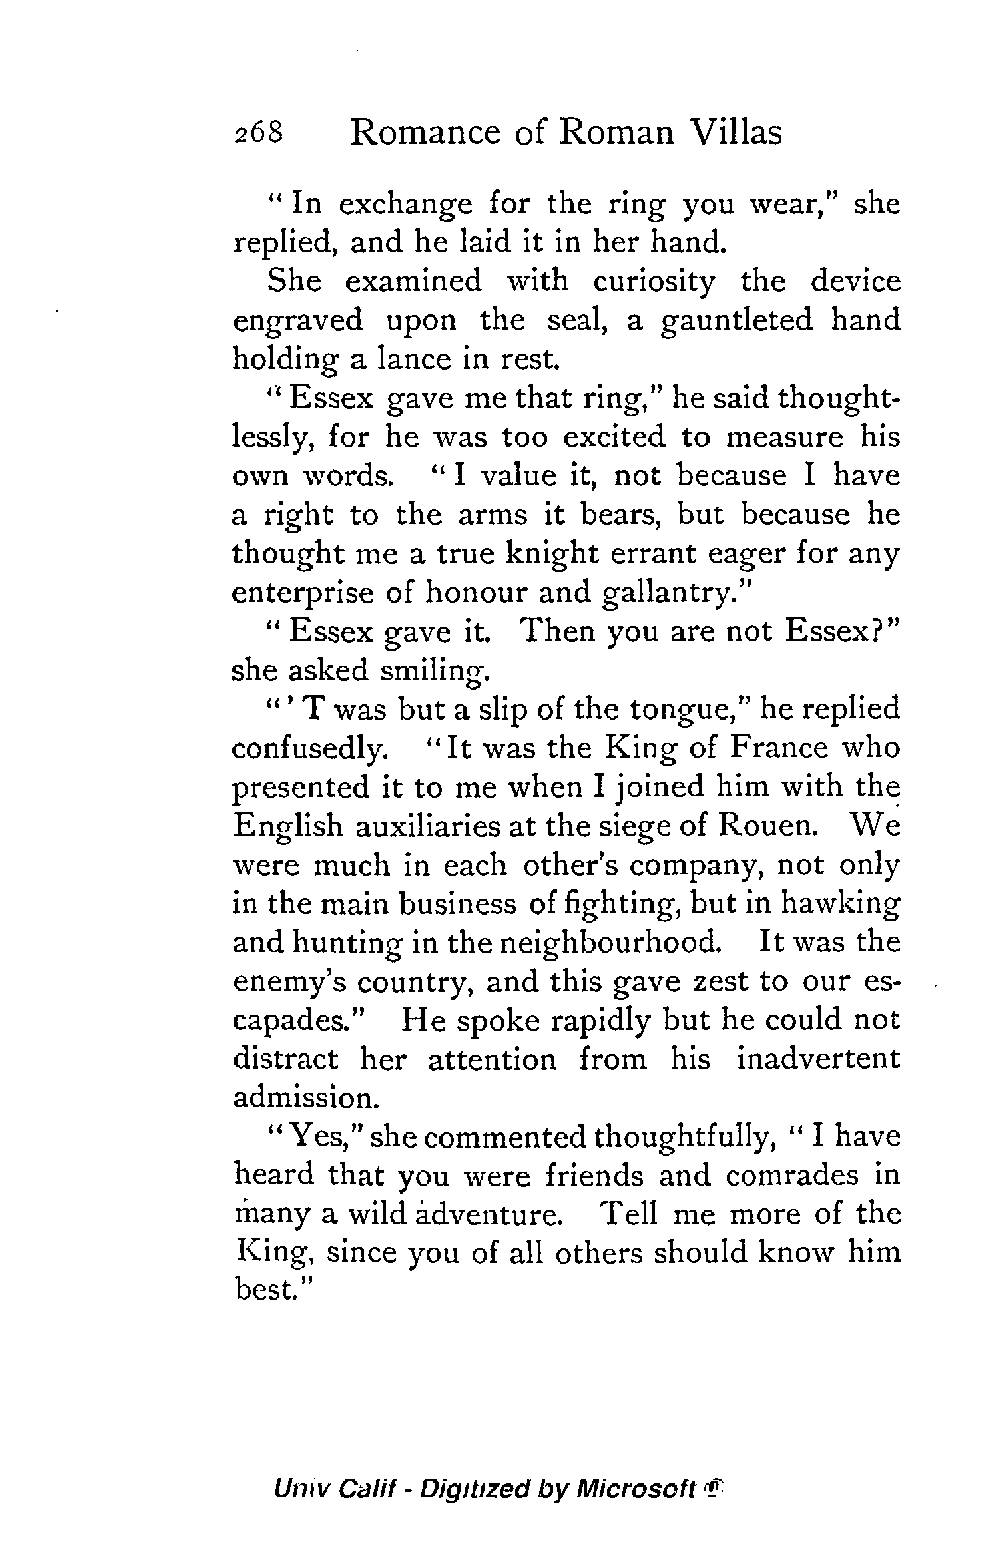 268 Romance of Roman Villas
" In exchange for the ring you wear," she
replied, and he laid it in her hand.
She examined with curiosity the device
engraved upon the seal, a gauntleted hand
holding a lance in rest.
" Essex gave me that ring," he said thought-
lessly, for he was too excited to measure his
own words. " I value it, not because I have
a right to the arms it bears, but because he
thought me a true knight errant eager for any
enterprise of honour and gallantry."
" Essex gave it. Then you are not Essex?"
she asked smiling.
" ' T was but a slip of the tongue," he replied
confusedly. "It was the King of France who
presented it to me when I joined him with the
English auxiliaries at the siege of Rouen. We
were much in each other's company, not only
in the main business of fighting, but in hawking
and hunting in the neighbourhood. It was the
enemy's country, and this gave zest to our es-
capades." He spoke rapidly but he could not
distract her attention from his inadvertent
admission.
"Yes," she commented thoughtfully, " I have
heard that you were friends and comrades in
many a wild adventure. Tell me more of the
King, since you of all others should know him
best."
Univ Calif - Digitized by Microsoft ®